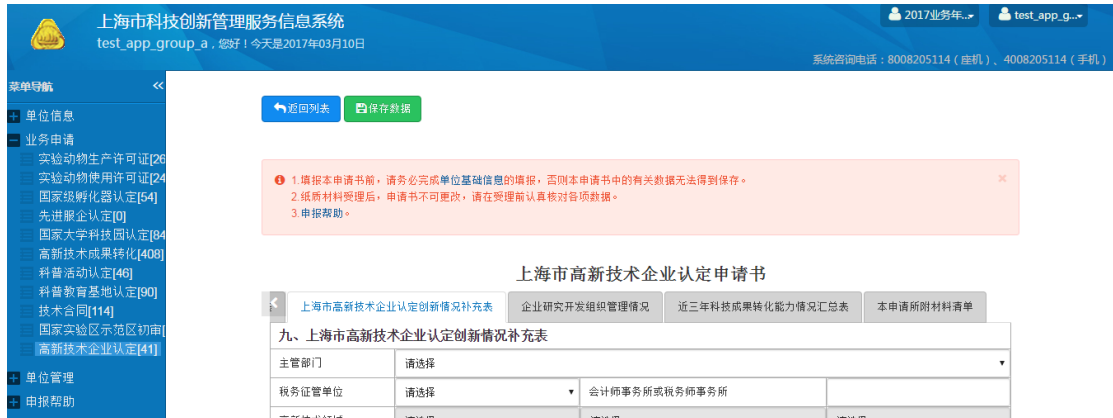 上海市科技创新管理服务信息系统
test_app_group_a，您好！今天是2017年03月10日
2017业务年..
test_app_g...
系统咨询电话：8008205114（座机）、4008205114（手机）
菜单导航
单位信息
业务申请
实验动物生产许可证[26
实验动物使用许可证[24
国家级孵化器认定[54]
先进服企认定[0]
国家大学科技园认定[84
高新技术成果转化[408]
科普活动认定[46]
科普教育基地认定[90]
技术合同[114]
国家实验区示范区初审[
高新技术企业认定[41]
单位管理
申报帮助
返回列表
保存数据
1.填报本申请书前，请务必完成单位基础信息的填报，否则本申请书中的有关数据无法得到保存。
2.纸质材料受理后，申请书不可更改，请在受理前认真核对各项数据。
3.申报帮助。
上海市高新技术企业认定申请书
上海市高新技术企业认定创新情况补充表
企业研究开发组织管理情况
近三年科技成果转化能力情况汇总表
本申请所附材料清单
九、上海市高新技术企业认定创新情况补充表
主管部门
请选择
税务征管单位
请选择
会计师事务所或税务师事务所